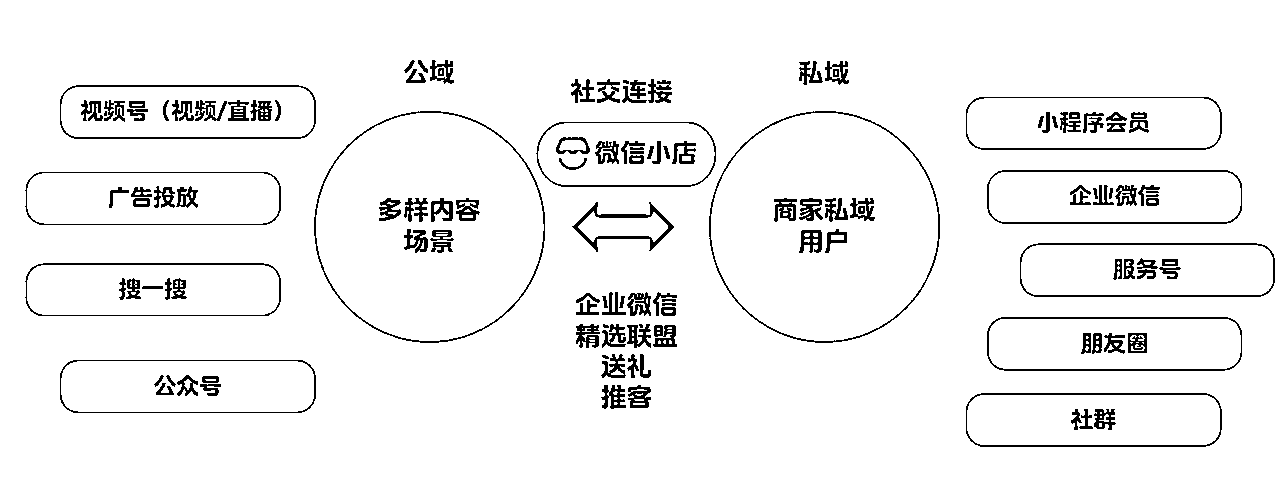 公域
视频号（视频/直播）
广告投放
搜一搜
公众号
多样内容
场景
社交连接
微信小店
企业微信
精选联盟
送礼
推客
私域
商家私域
用户
小程序会员
企业微信
服务号
朋友圈
社群